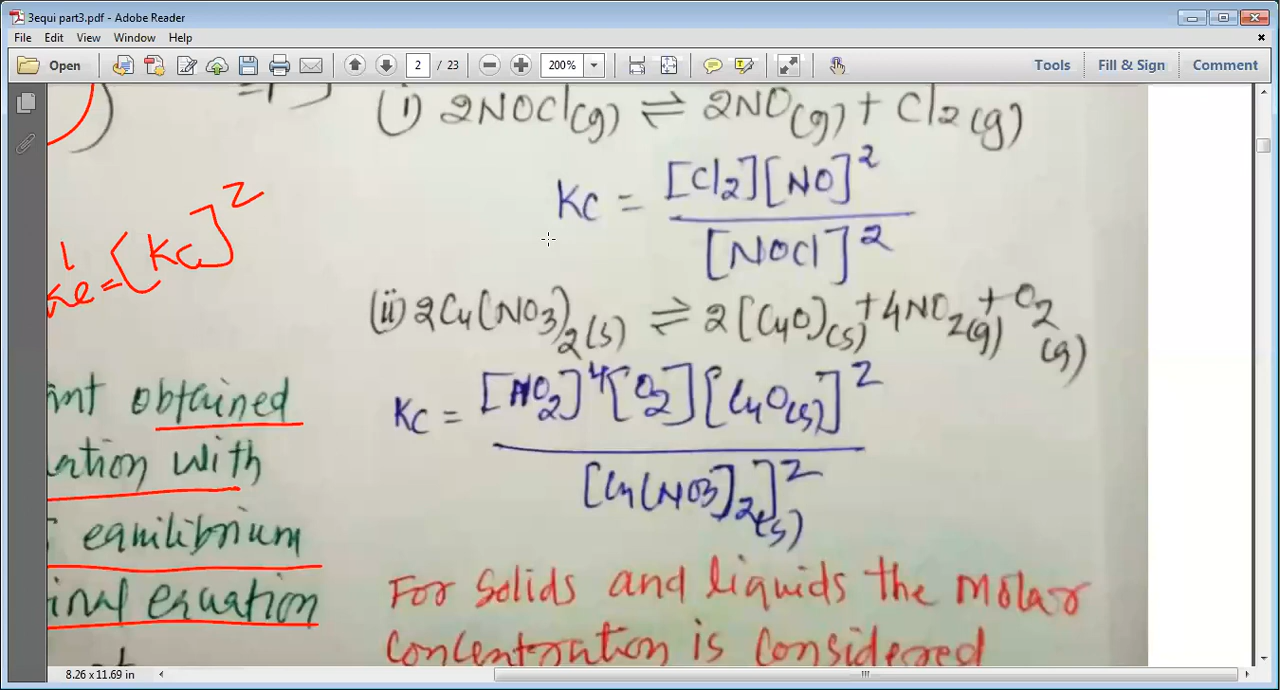 3equi part3.pdf - Adobe Reader
File Edit View Window Help
Open 2 / 23 200% Tools Fill & Sign Comment
(i) 2NOCl(g) ⇌ 2NO(g) + Cl2(g)
Kc = [Cl2][NO]^2 / [NOCl]^2
= [Kc]^2
(ii) 2Cu(NO3)2(s) ⇌ 2[CuO](s) + 4NO2(g) + O2(g)
Kc = [NO2]^4 [O2] [CuO(s)]^2 / [Cu(NO3)2(s)]^2
obtained
with
equilibrium
equation
For solids and liquids the molar
concentration is considered
8.26 x 11.69 in